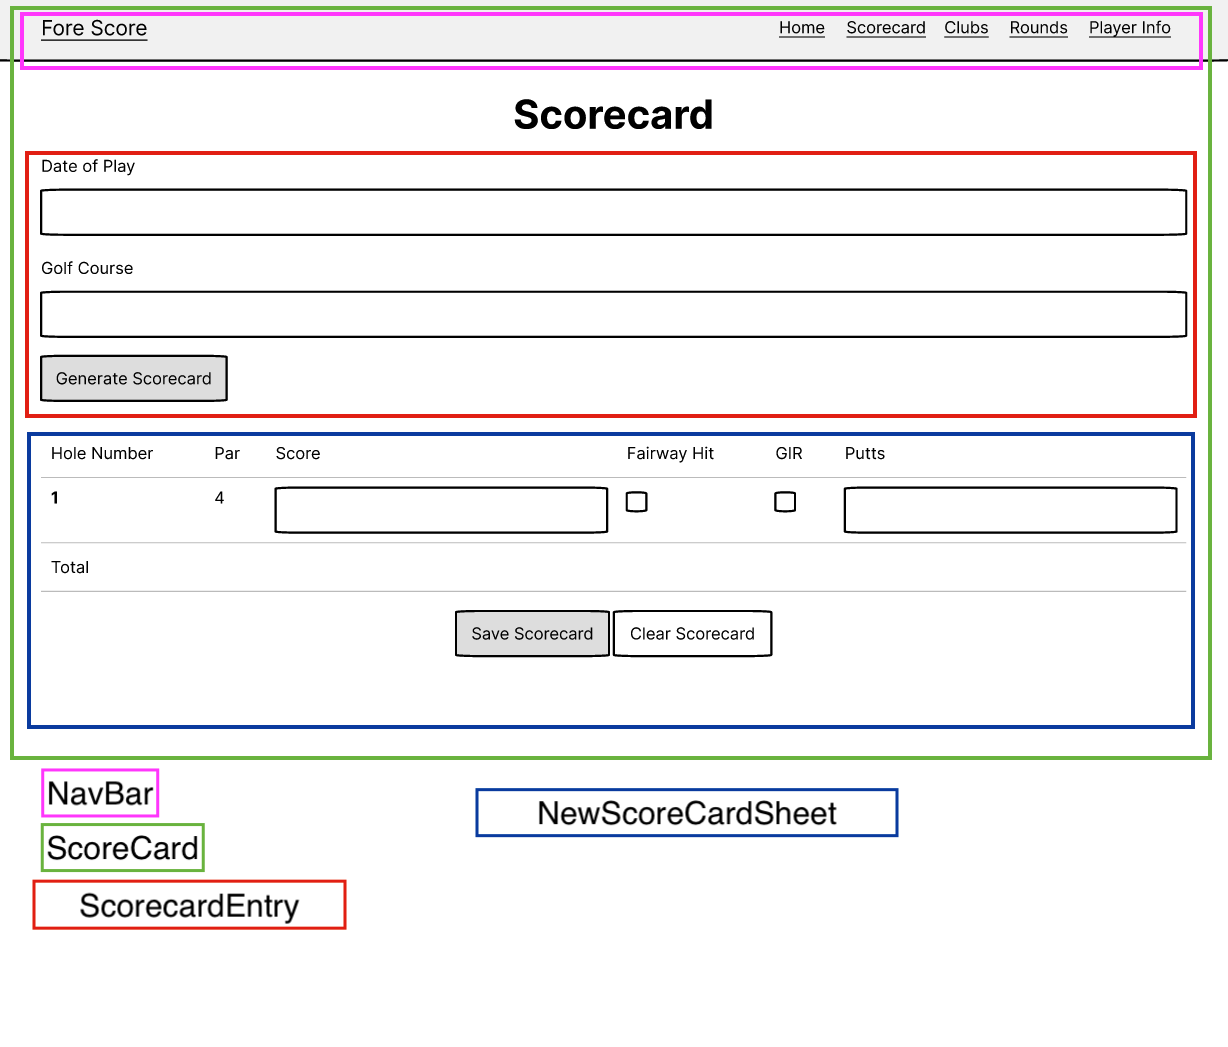 Fore Score Home Scorecard Clubs Rounds Player Info
Scorecard
Date of Play
Golf Course
Generate Scorecard
Hole Number Par Score Fairway Hit GIR Putts
1 4
Total
Save Scorecard Clear Scorecard
NavBar
NewScoreCardSheet
ScoreCard
ScorecardEntry